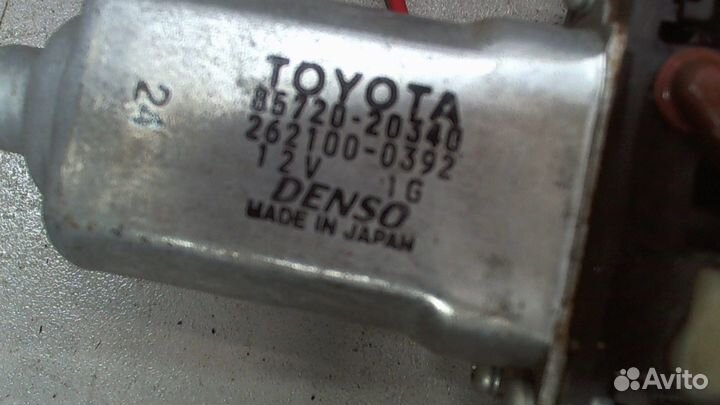 TOYOTA
85720-20340
262100-0392
12V 1G
DENSO
MADE IN JAPAN
24
Avito